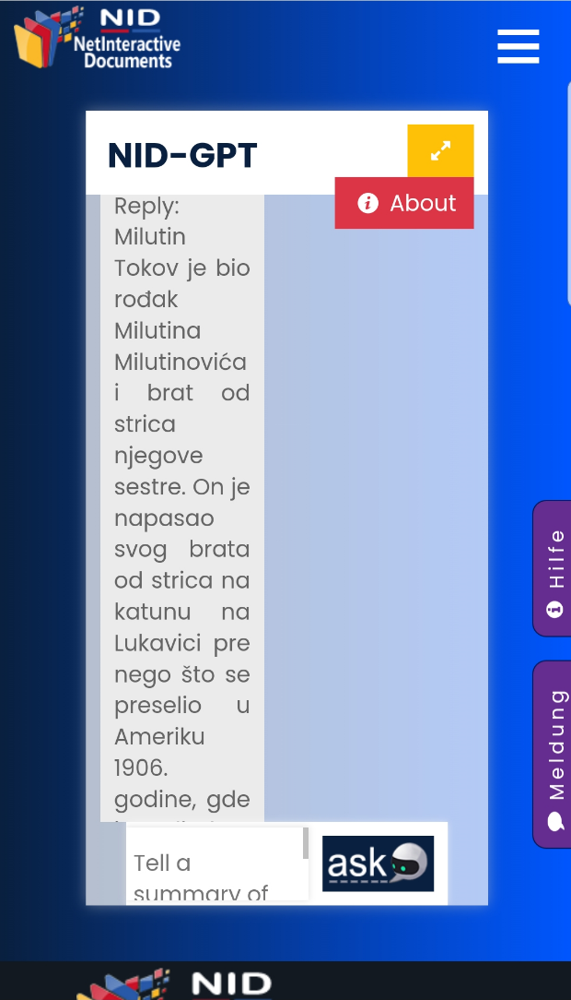 NID
NetInteractive
Documents
NID-GPT
About
Reply:
Milutin
Tokov je bio
rođak
Milutina
Milutinovića
i brat od
strica
njegove
sestre. On je
napasao
svog brata
od strica na
katunu na
Lukavici pre
nego što se
preselio u
Ameriku
1906.
godine, gde
Tell a
summary of
ask
Hilfe
Meldung
NID